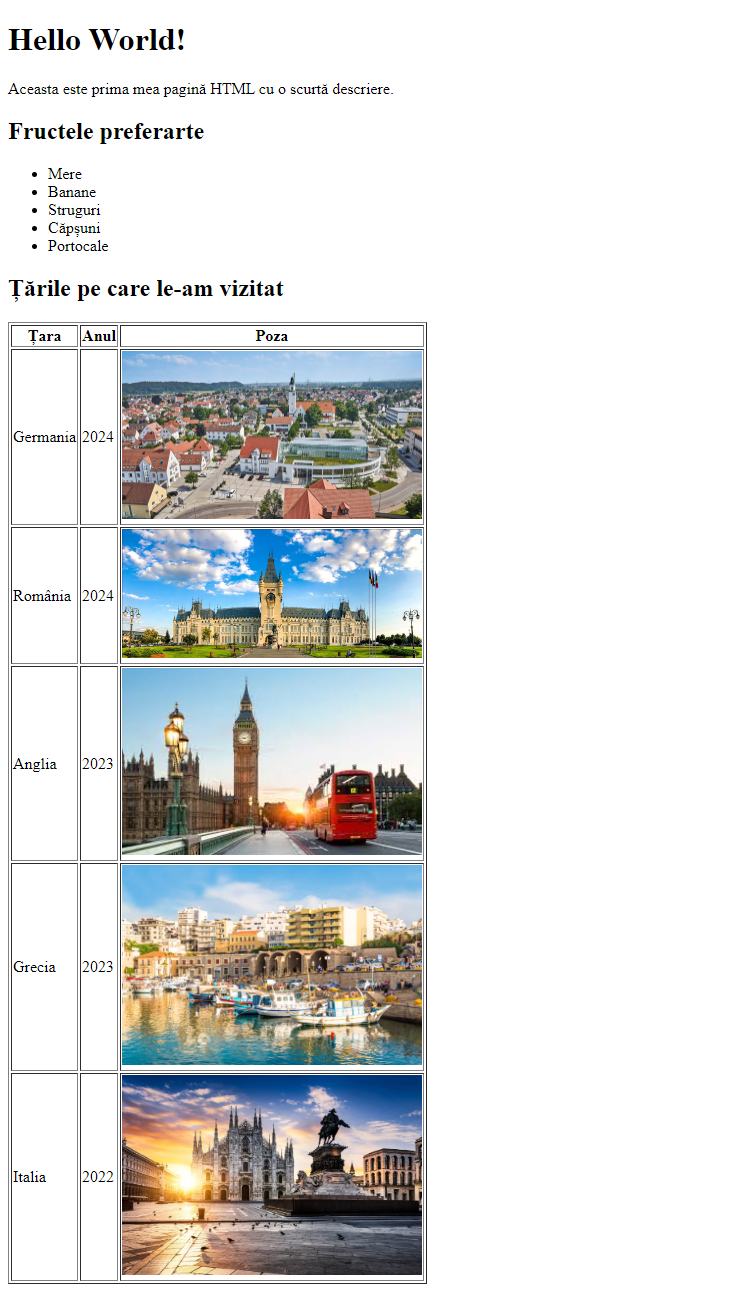 Hello World!
Aceasta este prima mea pagină HTML cu o scurtă descriere.
Fructele preferarte
Mere
Banane
Struguri
Căpșuni
Portocale
Țările pe care le-am vizitat
Țara Anul Poza
Germania 2024
România 2024
Anglia 2023
Grecia 2023
Italia 2022